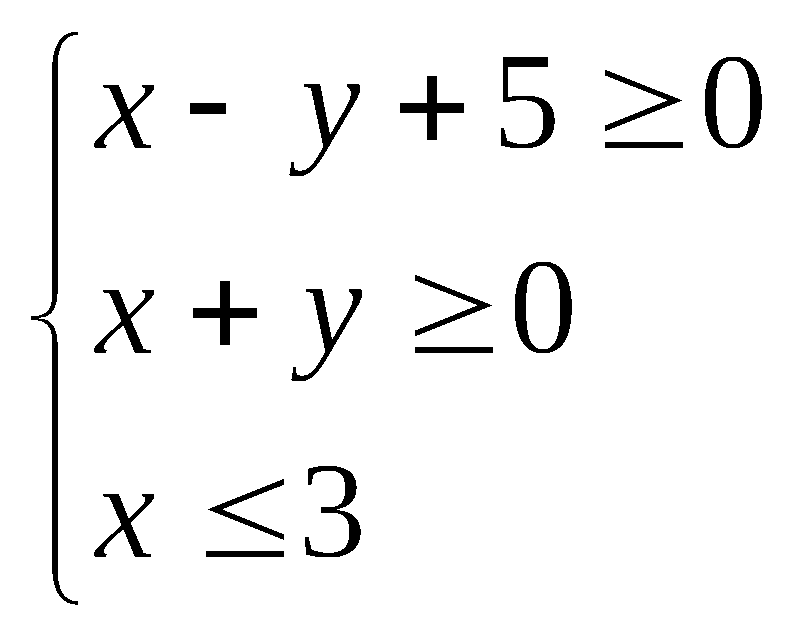 x - y + 5 ≥ 0
x + y ≥ 0
x ≤ 3